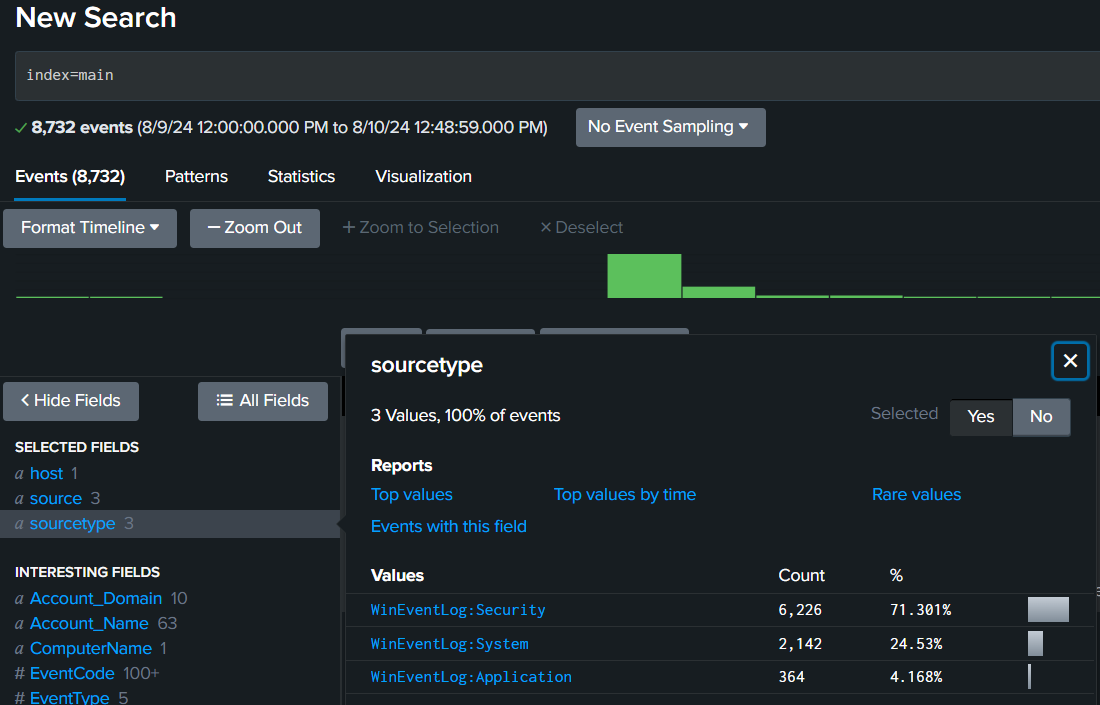 New Search
index=main
✓ 8,732 events (8/9/24 12:00:00.000 PM to 8/10/24 12:48:59.000 PM) No Event Sampling ▾
Events (8,732) Patterns Statistics Visualization
Format Timeline ▾ — Zoom Out + Zoom to Selection × Deselect
< Hide Fields All Fields
SELECTED FIELDS
a host 1
a source 3
a sourcetype 3
INTERESTING FIELDS
a Account_Domain 10
a Account_Name 63
a ComputerName 1
# EventCode 100+
# EventType 5
sourcetype ×
3 Values, 100% of events Selected Yes No
Reports
Top values Top values by time Rare values
Events with this field
Values Count %
WinEventLog:Security 6,226 71.301%
WinEventLog:System 2,142 24.53%
WinEventLog:Application 364 4.168%